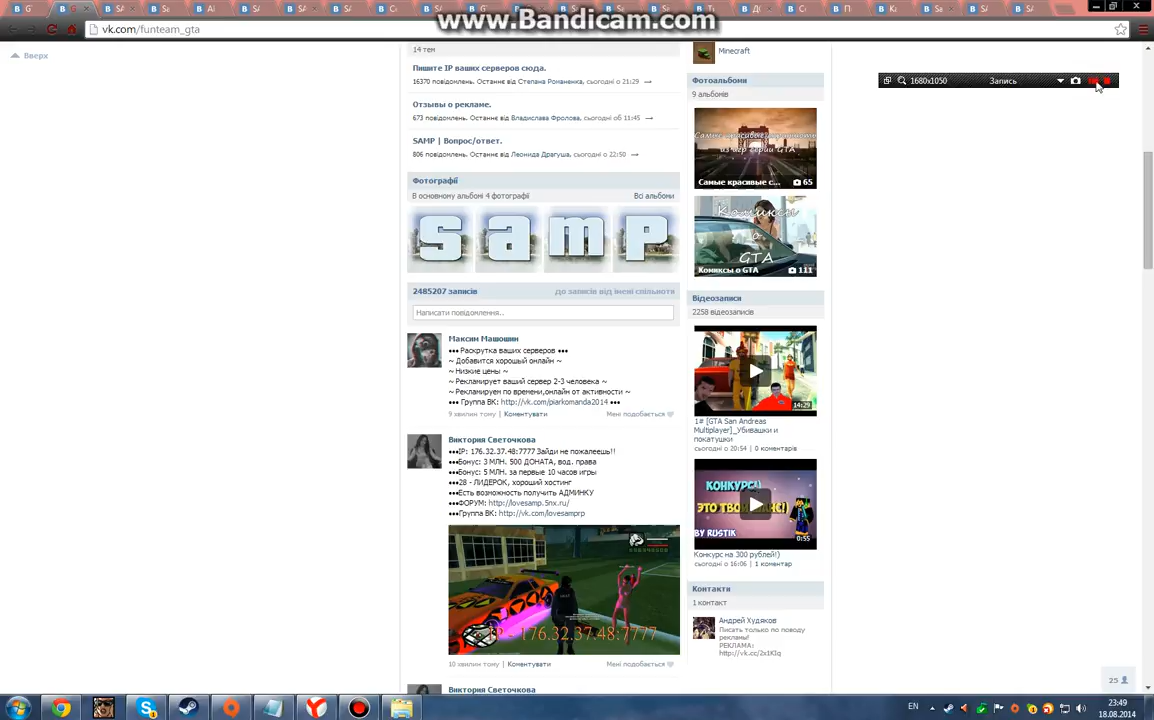 www.Bandicam.com
vk.com/funteam_gta
Вверх
14 тем
Пишите IP ваших серверов сюда.
16370 повідомлень. Останнє від Степана Романенка, сьогодні о 21:29 →
Отзывы о рекламе.
673 повідомлень. Останнє від Владислава Фролова, сьогодні об 11:45 →
SAMP | Вопрос/ответ.
806 повідомлень. Останнє від Леонида Драгуша, сьогодні о 22:50 →
Фотографії
В основному альбомі 4 фотографії Всі альбоми
s a m p
2485207 записів до записів від імені спільноти
Написати повідомлення..
Максим Машошин
••• Раскрутка ваших серверов •••
~ Добавится хороший онлайн ~
~ Низкие цены ~
~ Рекламирует ваший сервер 2-3 человека ~
~ Рекламируем по времени,онлайн от активности ~
••• Группа ВК: http://vk.com/piarkomanda2014 •••
9 хвилин тому | Коментувати Мені подобається
Виктория Светочкова
•••IP: 176.32.37.48:7777 Зайди не пожалеешь!!
•••Бонус: 3 МЛН. 500 ДОНАТА, вод. права
•••Бонус: 5 МЛН. за первые 10 часов игры
•••28 - ЛИДЕРОК, хороший хостинг
•••Есть возможность получить АДМИНКУ
•••ФОРУМ: http://lovesamp.5nx.ru/
•••Группа ВК: http://vk.com/lovesamprp
IP - 176.32.37.48:7777
10 хвилин тому | Коментувати Мені подобається
Виктория Светочкова
Minecraft
Фотоальбоми
9 альбомів
Самые красивые с... 65
Комиксы о GTA
Комиксы о GTA 111
Відеозаписи
2258 відеозаписів
14:29
1# [GTA San Andreas Multiplayer]_Убивашки и покатушки
сьогодні о 20:54 | 0 коментарів
КОНКУРС)
ЭТО ТВОЙ ШАНС)
BY RUSTIK
0:55
Конкурс на 300 рублей!)
сьогодні о 16:06 | 1 коментар
Контакти
1 контакт
Андрей Худяков
Писать только по поводу
рекламы!
РЕКЛАМА:
http://vk.cc/2x1KIq
1680x1050 Запись
25
EN
23:49
18.08.2014